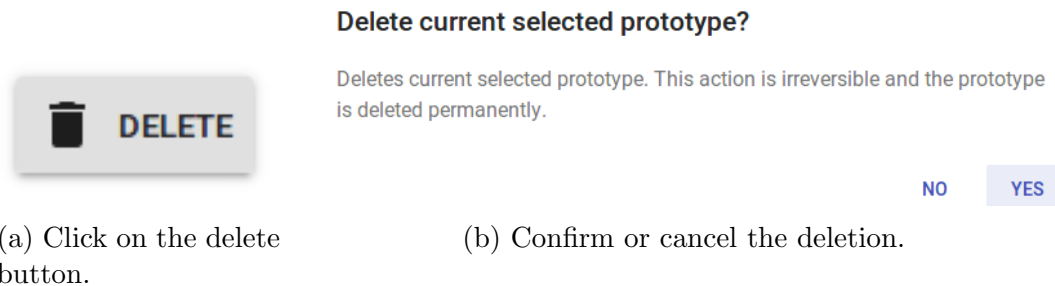 Delete current selected prototype?
Deletes current selected prototype. This action is irreversible and the prototype
is deleted permanently.
DELETE
NO YES
(a) Click on the delete
button.
(b) Confirm or cancel the deletion.